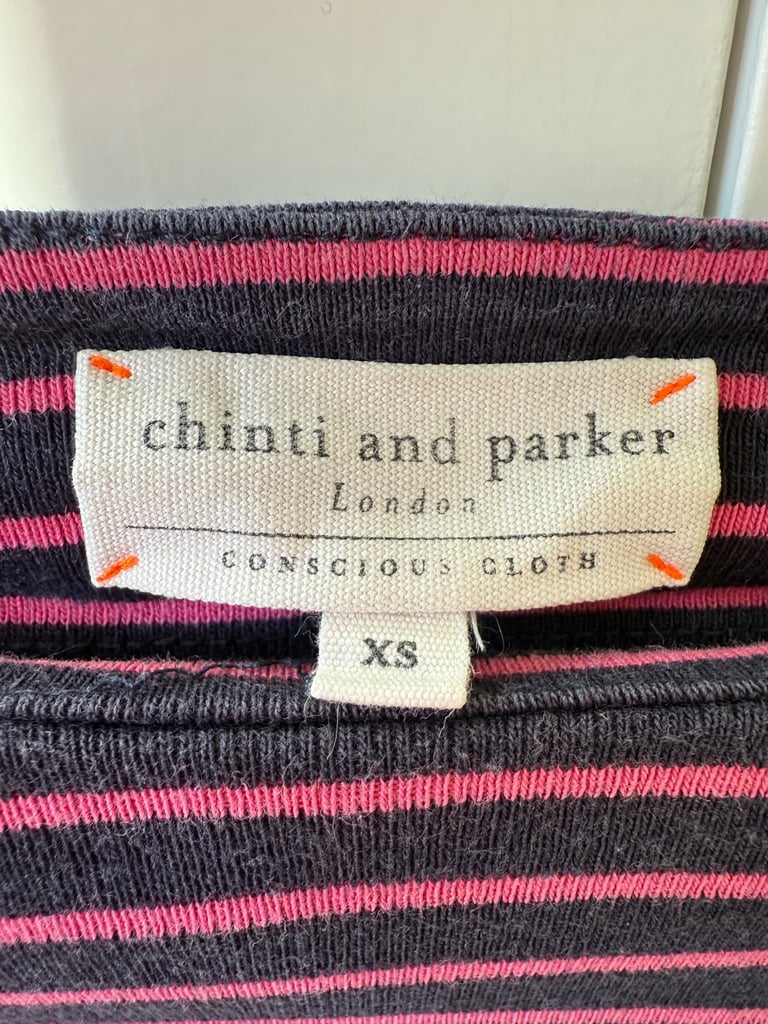 chinti and parker
London
CONSCIOUS CLOTH
XS